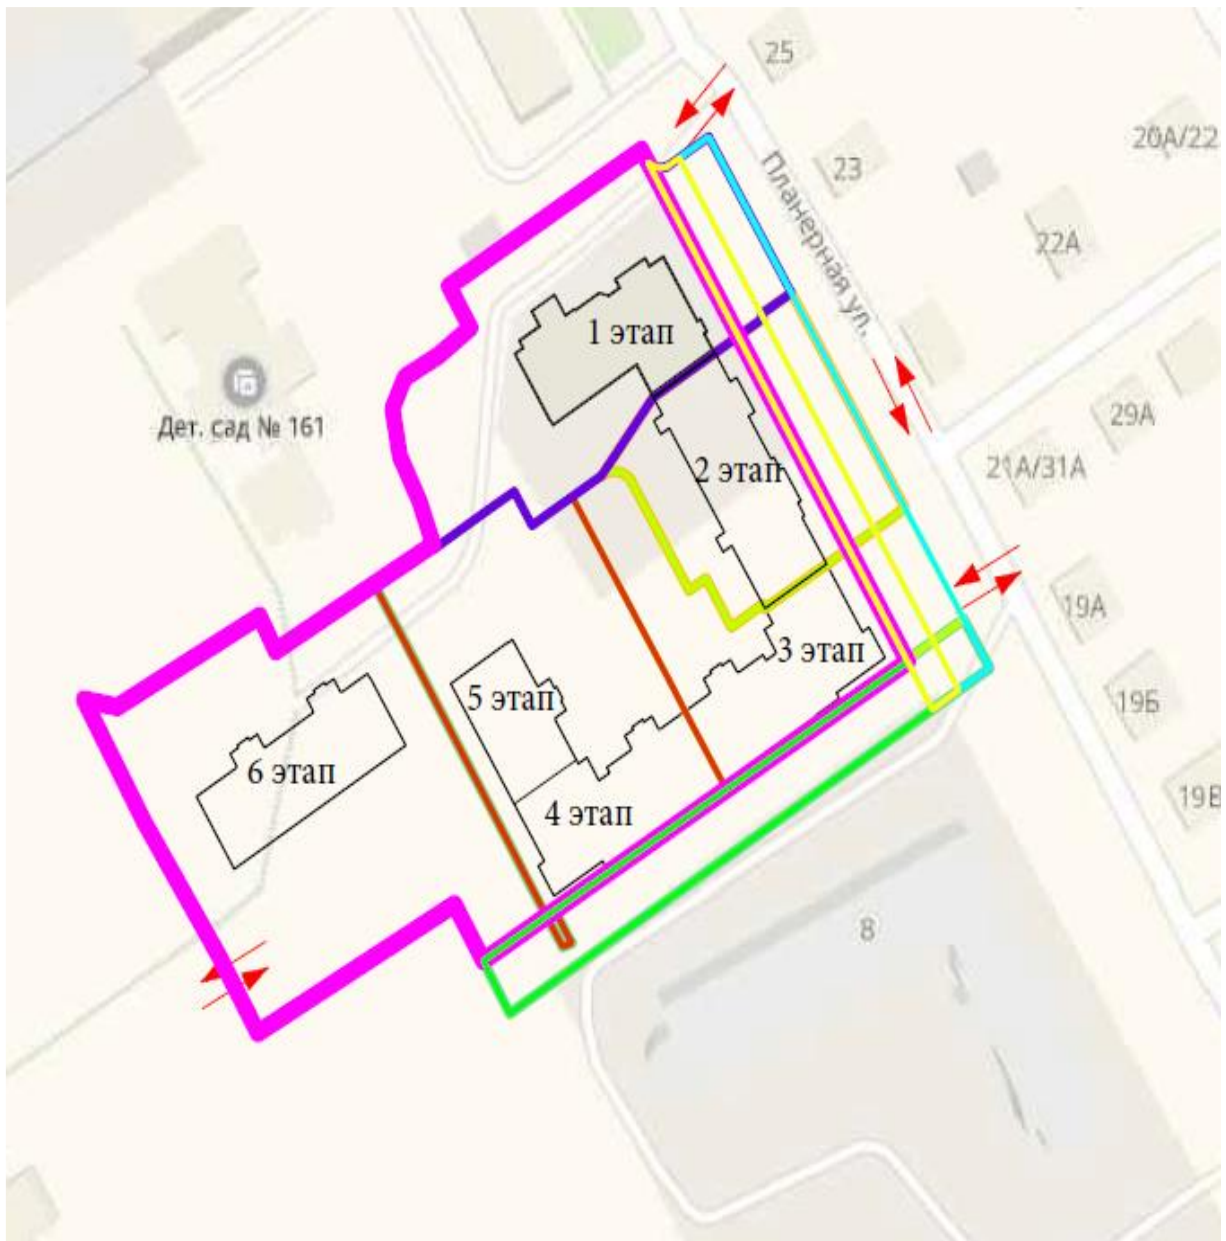 25
20А/22
23
Планерная ул.
22А
1 этап
Дет. сад № 161
29А
2 этап
21А/31А
19А
3 этап
5 этап
19Б
6 этап
19В
4 этап
8